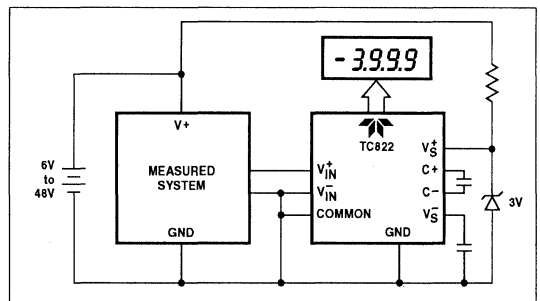 - 3.9.9.9
V+
TC822
6V
to
48V
MEASURED
SYSTEM
V+IN
V-IN
COMMON
V+S
C+
C-
V-S
3V
GND
GND